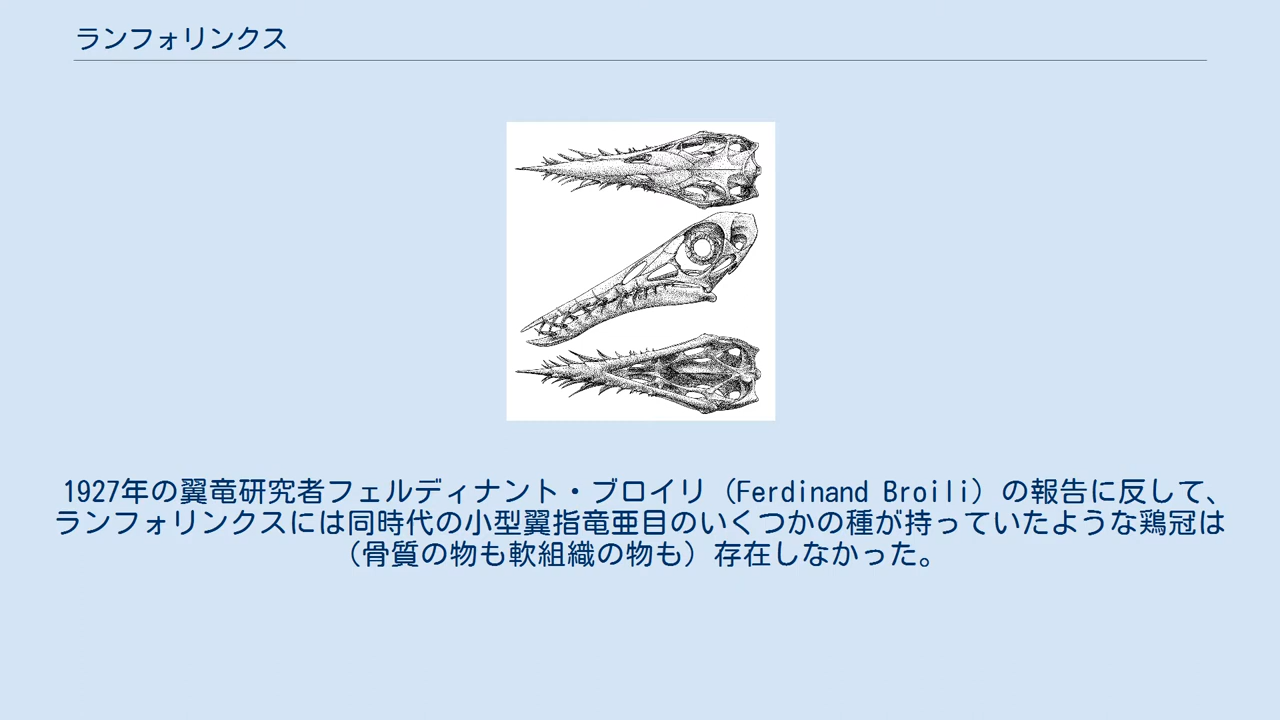 ランフォリンクス
1927年の翼竜研究者フェルディナント・ブロイリ（Ferdinand Broili）の報告に反して、
ランフォリンクスには同時代の小型翼指竜亜目のいくつかの種が持っていたような鶏冠は
（骨質の物も軟組織の物も）存在しなかった。